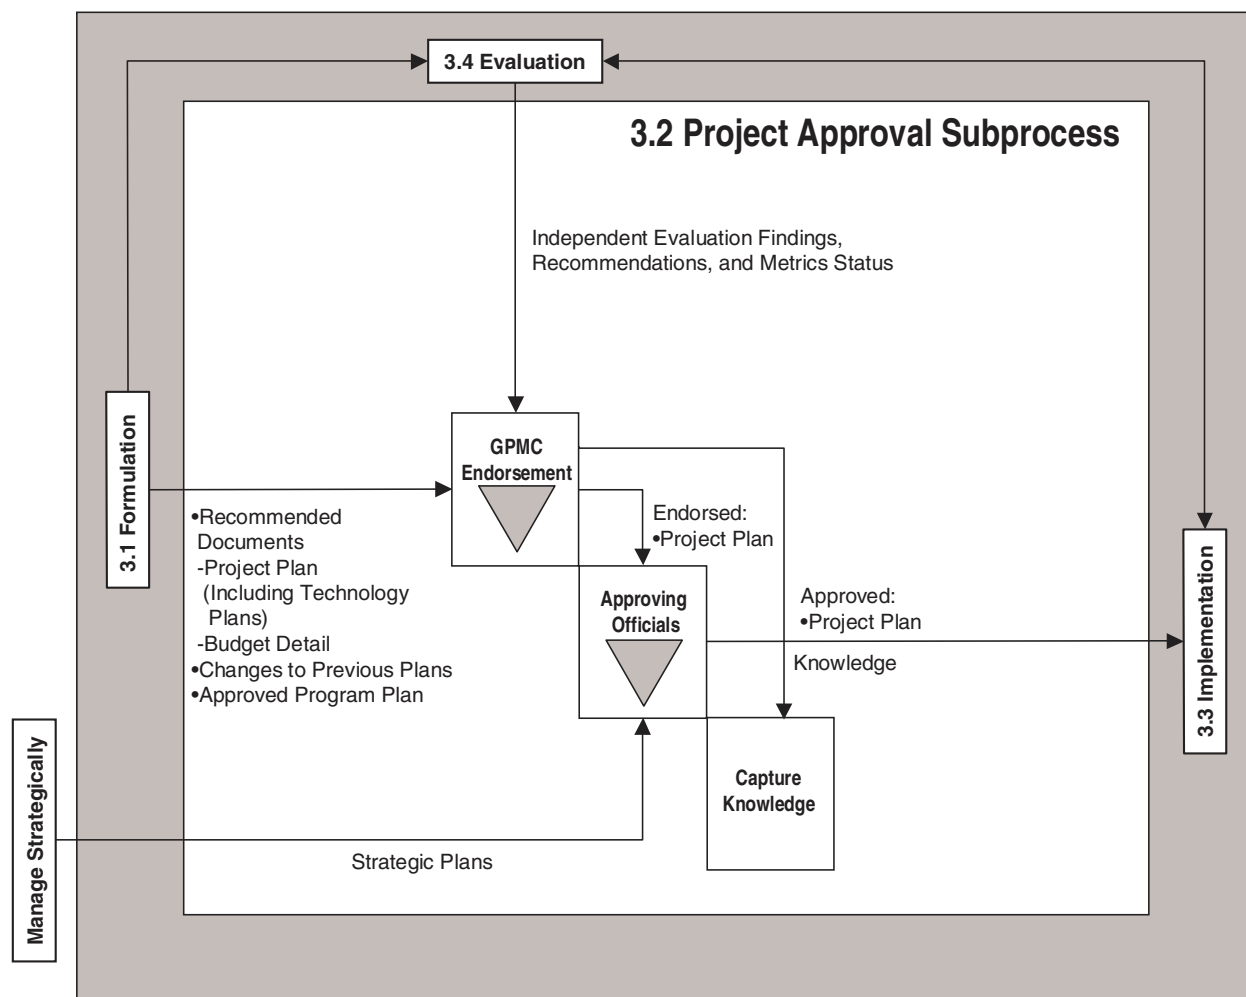 3.4 Evaluation
3.2 Project Approval Subprocess
Independent Evaluation Findings,
Recommendations, and Metrics Status
3.1 Formulation
GPMC
Endorsement
•Recommended
Documents
-Project Plan
(Including Technology
Plans)
-Budget Detail
•Changes to Previous Plans
•Approved Program Plan
Endorsed:
•Project Plan
Approving
Officials
Approved:
•Project Plan
Knowledge
3.3 Implementation
Capture
Knowledge
Manage Strategically
Strategic Plans